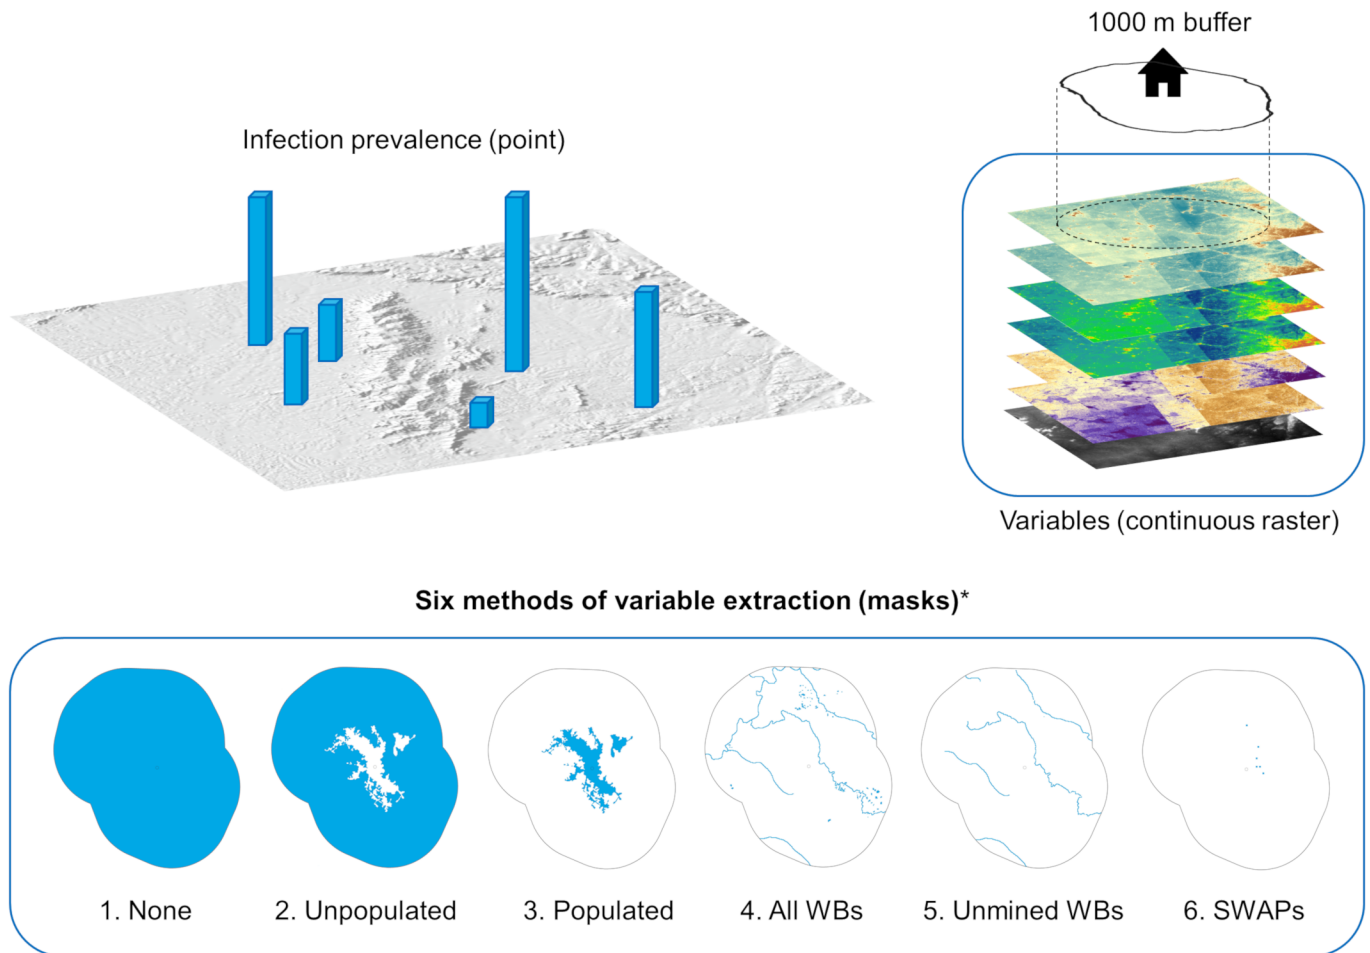 1000 m buffer
Infection prevalence (point)
Variables (continuous raster)
Six methods of variable extraction (masks)*
1. None
2. Unpopulated
3. Populated
4. All WBs
5. Unmined WBs
6. SWAPs